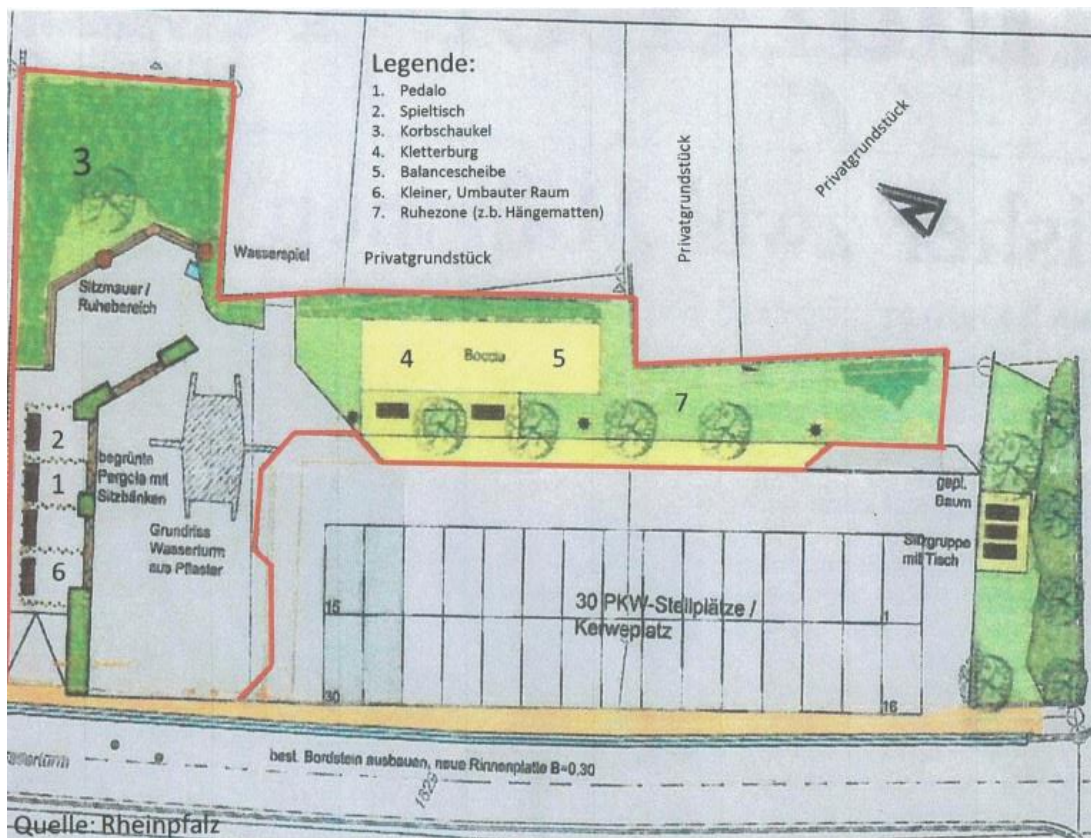 Legende:
1. Pedalo
2. Spieltisch
3. Korbschaukel
4. Kletterburg
5. Balancescheibe
6. Kleiner, Umbauter Raum
7. Ruhezone (z.b. Hängematten)
Privatgrundstück
Privatgrundstück
Privatgrundstück
3
Wasserspiel
Sitzmauer /
Ruhebereich
4
Boccia
5
7
2
1
6
begrünte
Pergola mit
Sitzbänken
Grundriss
Wasserturm
aus Pflaster
gepl.
Baum
Sitzgruppe
mit Tisch
30 PKW-Stellplätze /
Kerweplatz
15
1
30
16
best. Bordstein ausbauen, neue Rinnenplatte B=0.30
1829
Quelle: Rheinpfalz